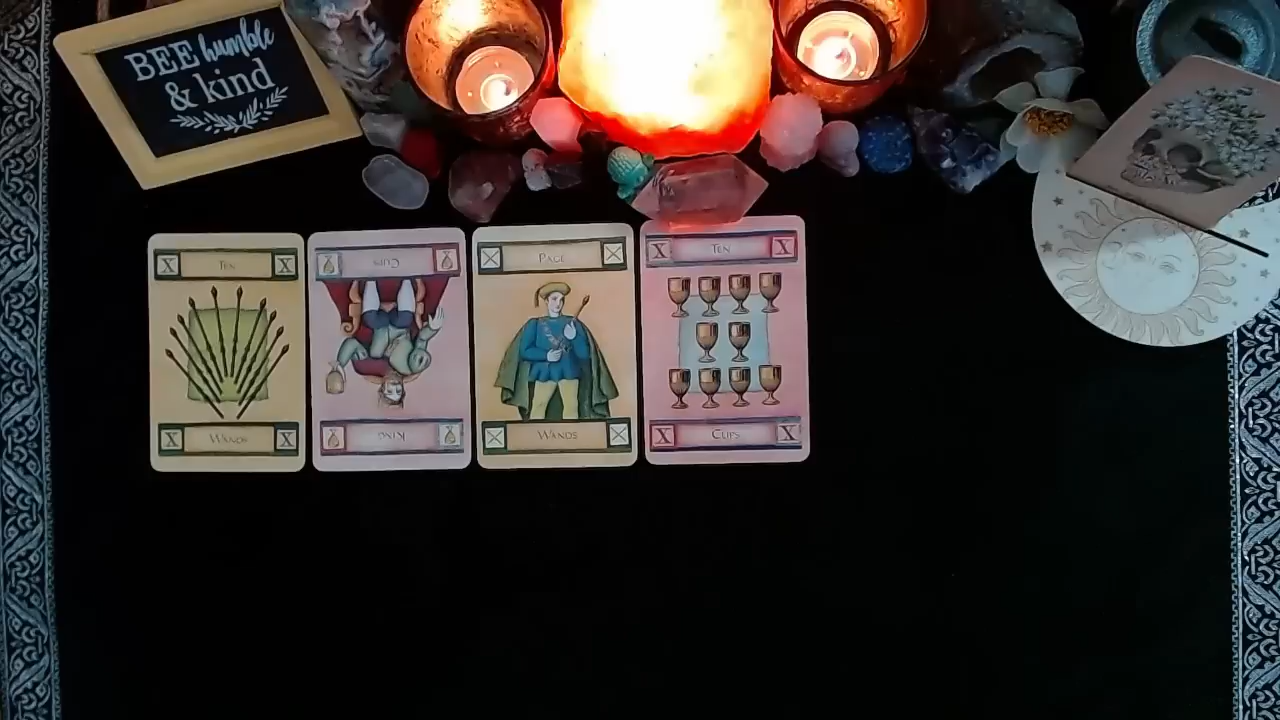 BEE humble
& kind
X TEN X
X WANDS X
CUPS
KING
PAGE
WANDS
X TEN X
X CUPS X